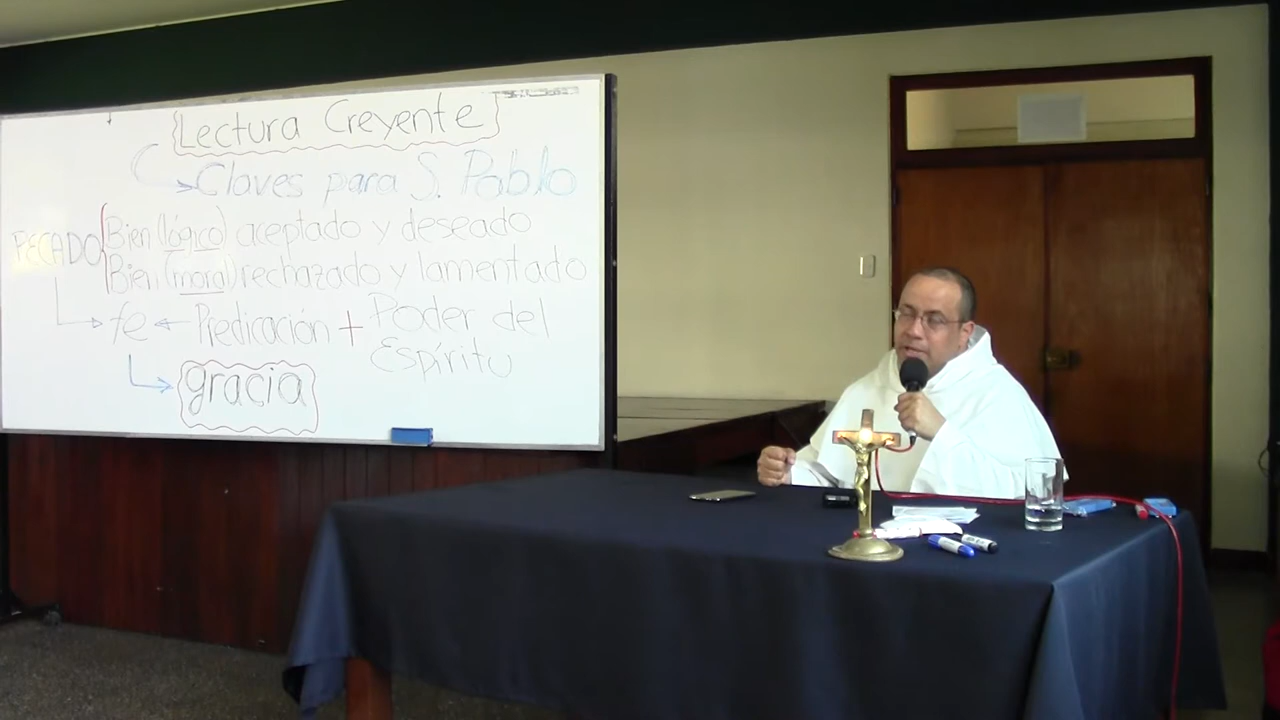 Lectura Creyente
Claves para S. Pablo
PECADO Bien (lógico) aceptado y deseado
Bien (moral) rechazado y lamentado
fe Predicación + Poder del
Espíritu
gracia